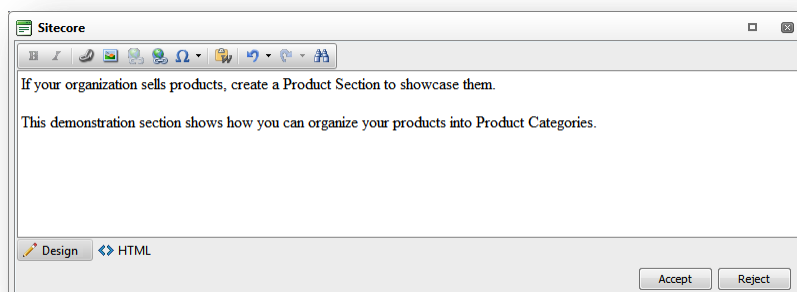 Sitecore
B I Ω W
If your organization sells products, create a Product Section to showcase them.
This demonstration section shows how you can organize your products into Product Categories.
Design HTML
Accept Reject